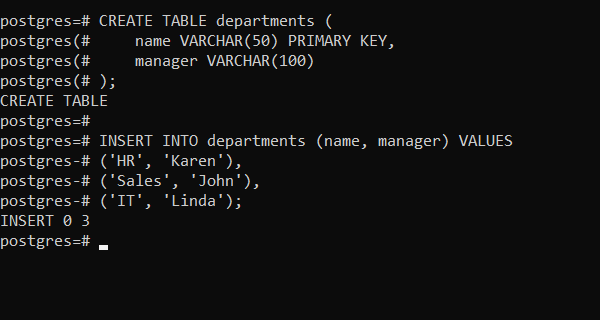 postgres=# CREATE TABLE departments (
postgres(#     name VARCHAR(50) PRIMARY KEY,
postgres(#     manager VARCHAR(100)
postgres(# );
CREATE TABLE
postgres=#
postgres=# INSERT INTO departments (name, manager) VALUES
postgres-# ('HR', 'Karen'),
postgres-# ('Sales', 'John'),
postgres-# ('IT', 'Linda');
INSERT 0 3
postgres=#